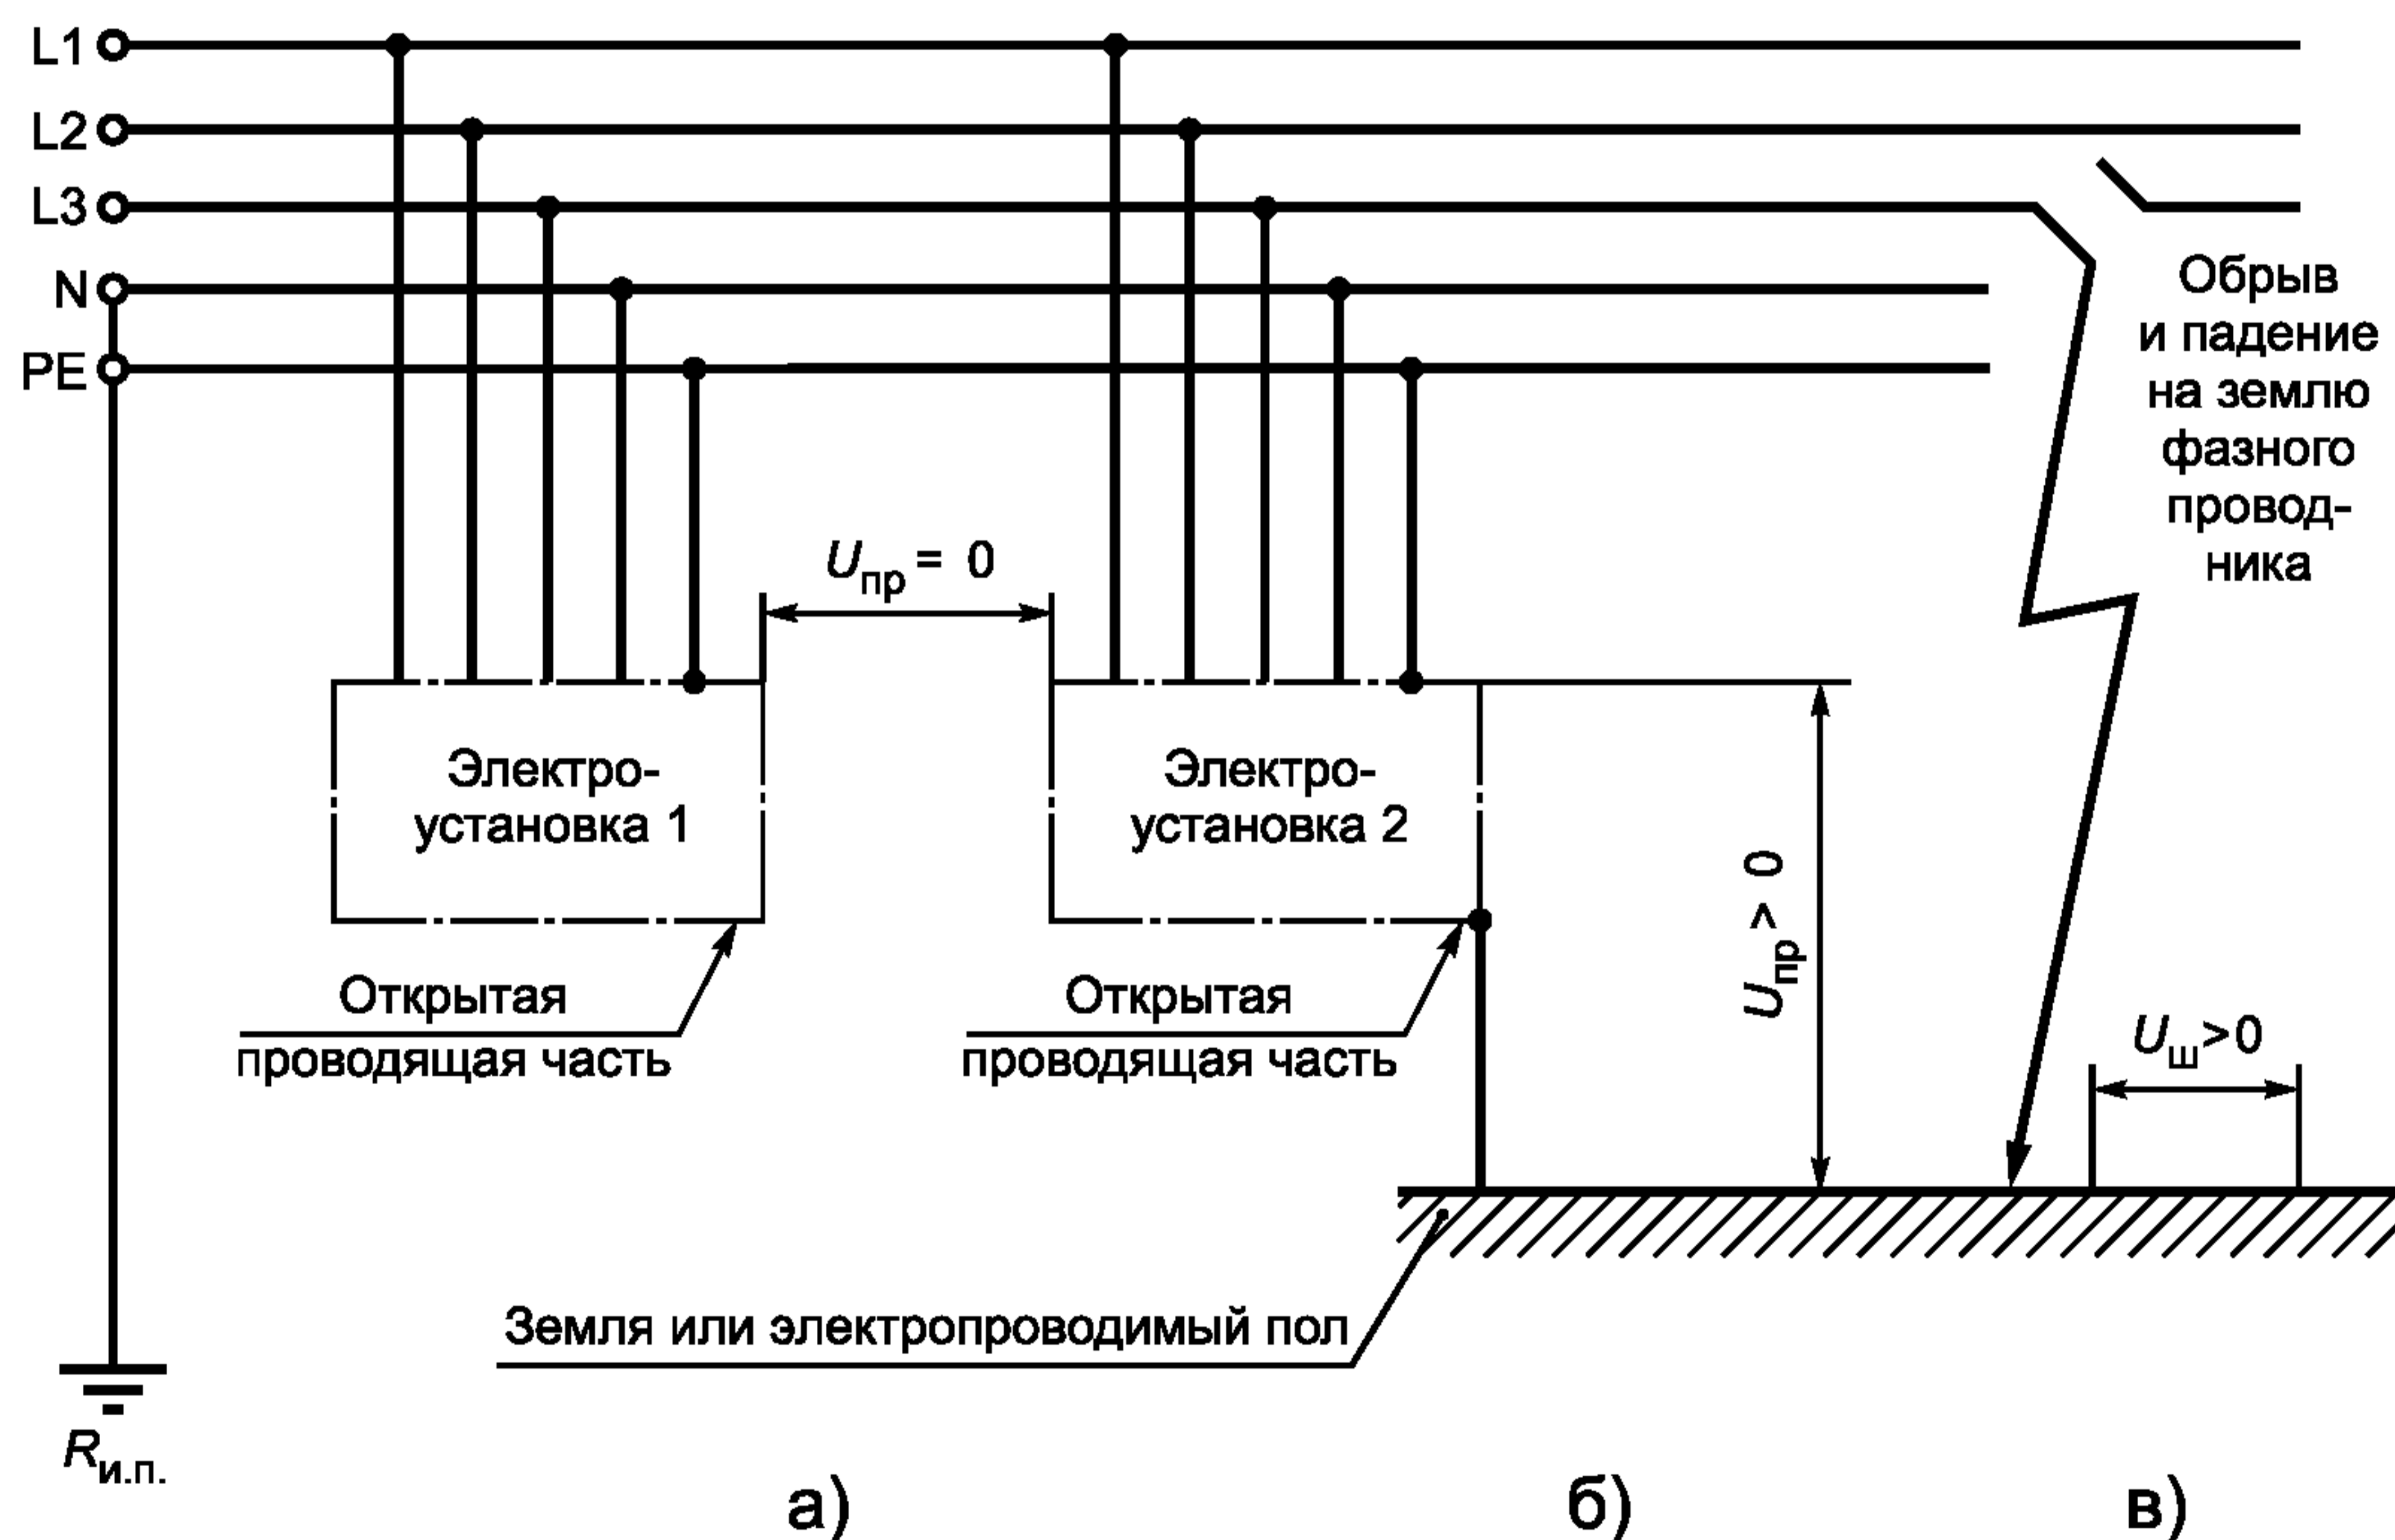 L1
L2
L3
N
PE
Обрыв
и падение
на землю
фазного
провод-
ника
Uпр = 0
Электро-
установка 1
Электро-
установка 2
Uпр > 0
Открытая
проводящая часть
Открытая
проводящая часть
Uш>0
Земля или электропроводимый пол
Rи.п.
а)
б)
в)